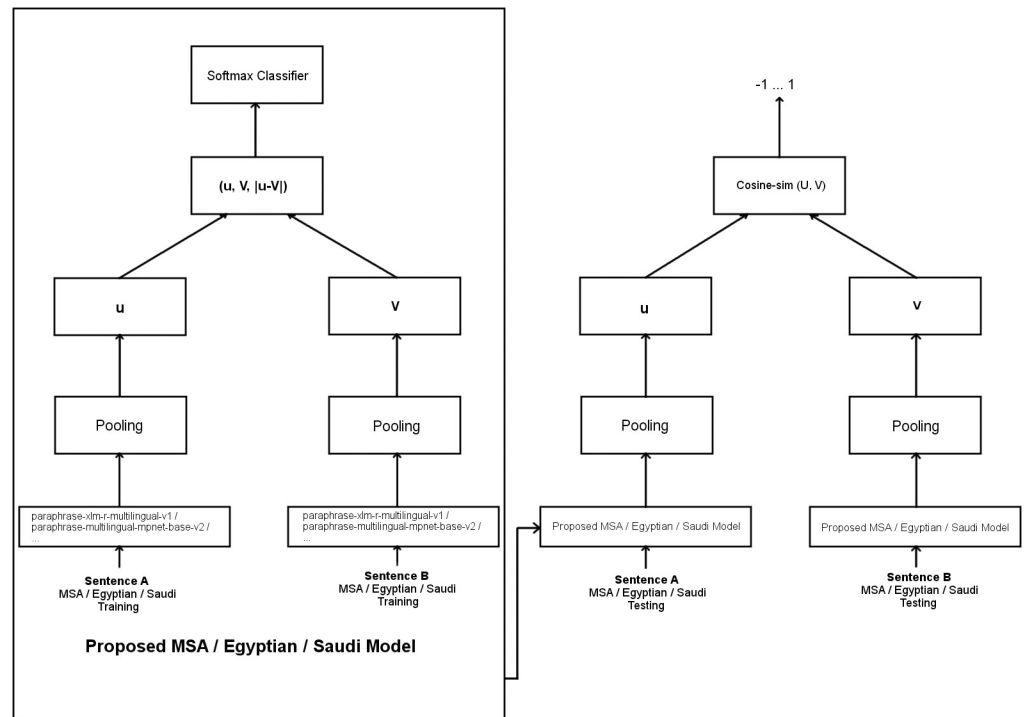 Softmax Classifier
(u, V, |u-V|)
u
V
Pooling
Pooling
paraphrase-xlm-r-multilingual-v1 /
paraphrase-multilingual-mpnet-base-v2 /
...
paraphrase-xlm-r-multilingual-v1 /
paraphrase-multilingual-mpnet-base-v2 /
...
Sentence A
MSA / Egyptian / Saudi
Training
Sentence B
MSA / Egyptian / Saudi
Training
Proposed MSA / Egyptian / Saudi Model
-1 ... 1
Cosine-sim (U, V)
u
V
Pooling
Pooling
Proposed MSA / Egyptian / Saudi Model
Proposed MSA / Egyptian / Saudi Model
Sentence A
MSA / Egyptian / Saudi
Testing
Sentence B
MSA / Egyptian / Saudi
Testing